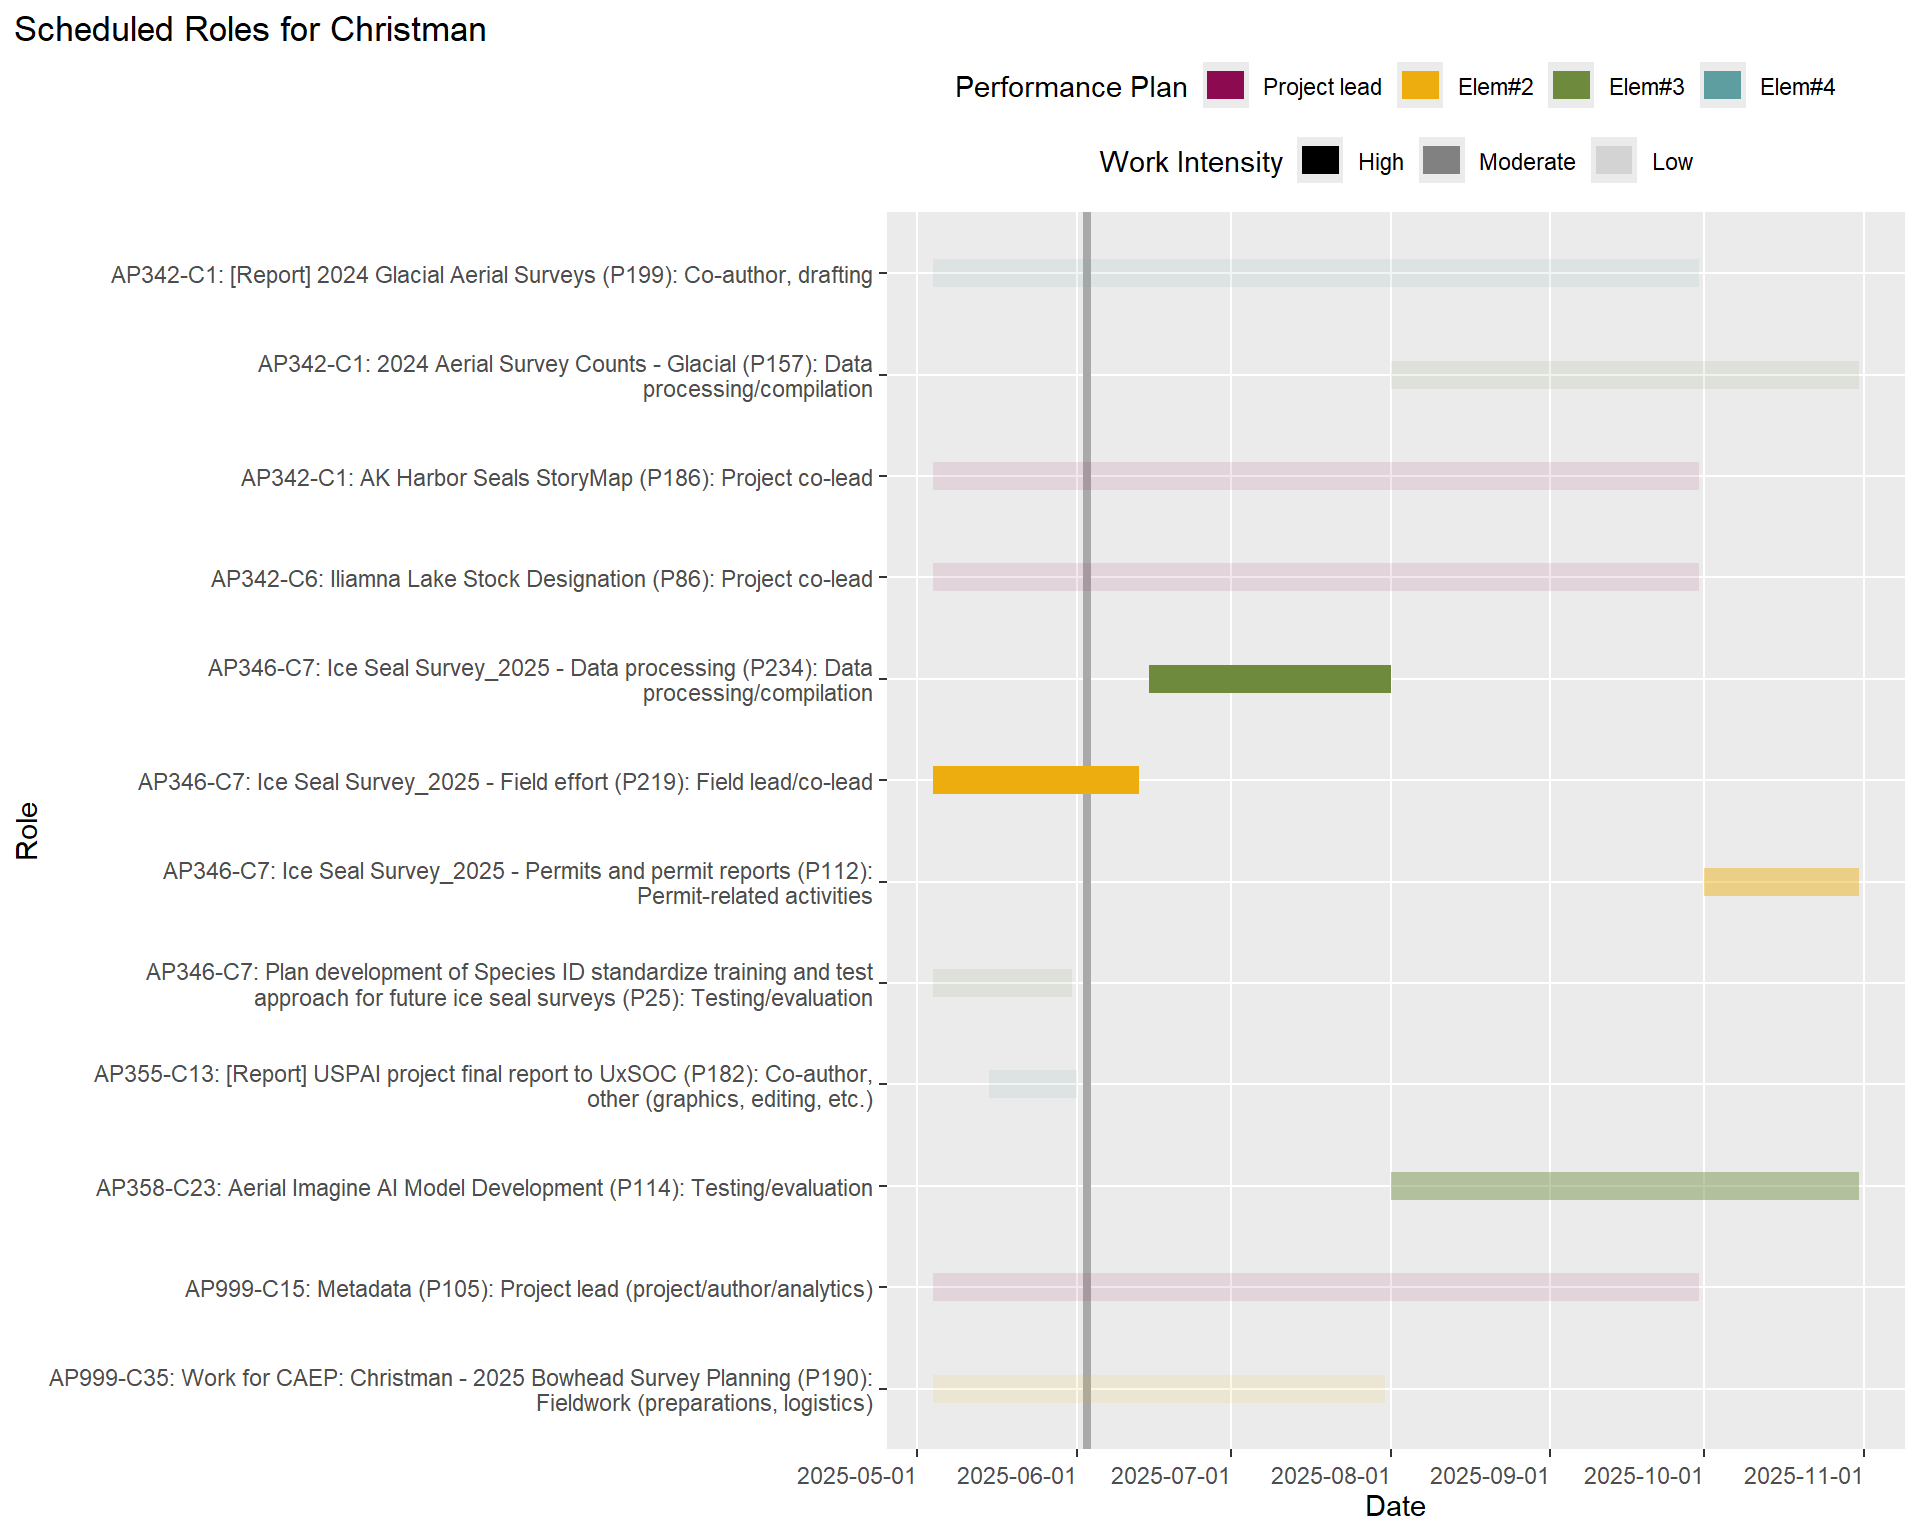 Scheduled Roles for Christman
Performance Plan Project lead Elem#2 Elem#3 Elem#4
Work Intensity High Moderate Low
AP342-C1: [Report] 2024 Glacial Aerial Surveys (P199): Co-author, drafting
AP342-C1: 2024 Aerial Survey Counts - Glacial (P157): Data
processing/compilation
AP342-C1: AK Harbor Seals StoryMap (P186): Project co-lead
AP342-C6: Iliamna Lake Stock Designation (P86): Project co-lead
AP346-C7: Ice Seal Survey_2025 - Data processing (P234): Data
processing/compilation
AP346-C7: Ice Seal Survey_2025 - Field effort (P219): Field lead/co-lead
AP346-C7: Ice Seal Survey_2025 - Permits and permit reports (P112):
Permit-related activities
AP346-C7: Plan development of Species ID standardize training and test
approach for future ice seal surveys (P25): Testing/evaluation
AP355-C13: [Report] USPAI project final report to UxSOC (P182): Co-author,
other (graphics, editing, etc.)
AP358-C23: Aerial Imagine AI Model Development (P114): Testing/evaluation
AP999-C15: Metadata (P105): Project lead (project/author/analytics)
AP999-C35: Work for CAEP: Christman - 2025 Bowhead Survey Planning (P190):
Fieldwork (preparations, logistics)
Role
2025-05-01 2025-06-01 2025-07-01 2025-08-01 2025-09-01 2025-10-01 2025-11-01
Date